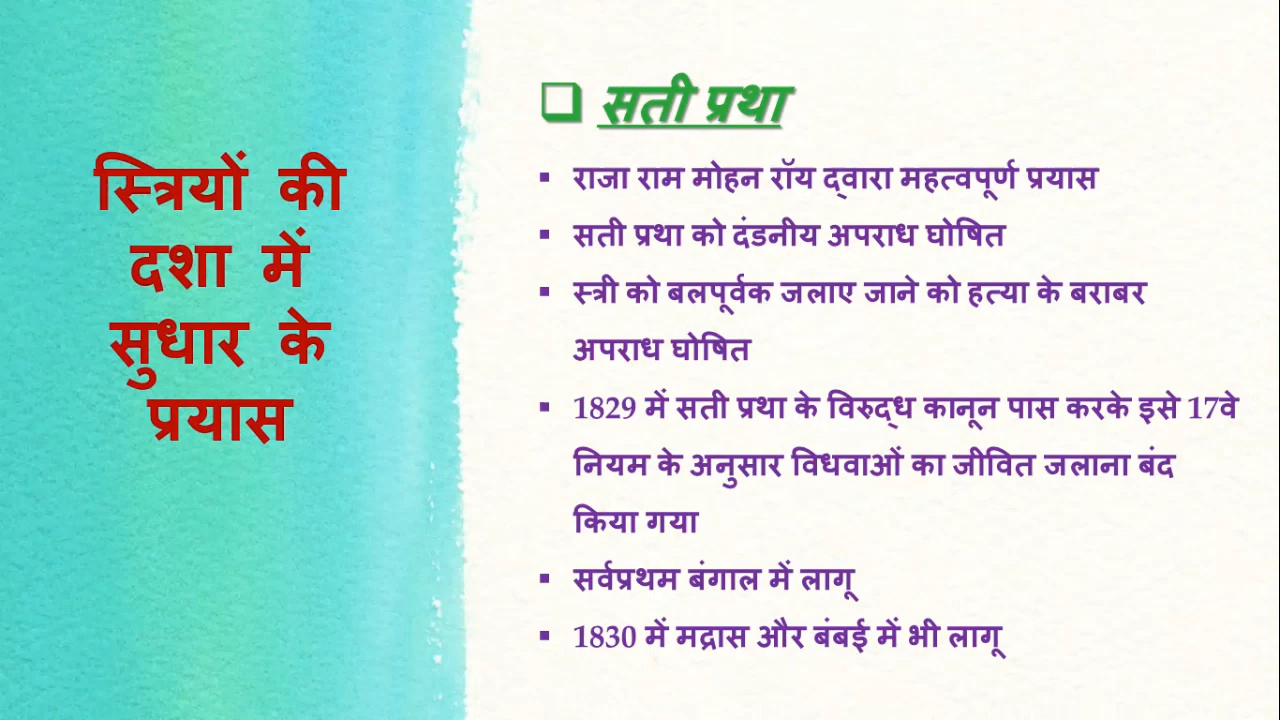 स्त्रियों की
दशा में
सुधार के
प्रयास
❑ सती प्रथा
▪ राजा राम मोहन रॉय द्वारा महत्वपूर्ण प्रयास
▪ सती प्रथा को दंडनीय अपराध घोषित
▪ स्त्री को बलपूर्वक जलाए जाने को हत्या के बराबर
अपराध घोषित
▪ 1829 में सती प्रथा के विरुद्ध कानून पास करके इसे 17वे
नियम के अनुसार विधवाओं का जीवित जलाना बंद
किया गया
▪ सर्वप्रथम बंगाल में लागू
▪ 1830 में मद्रास और बंबई में भी लागू